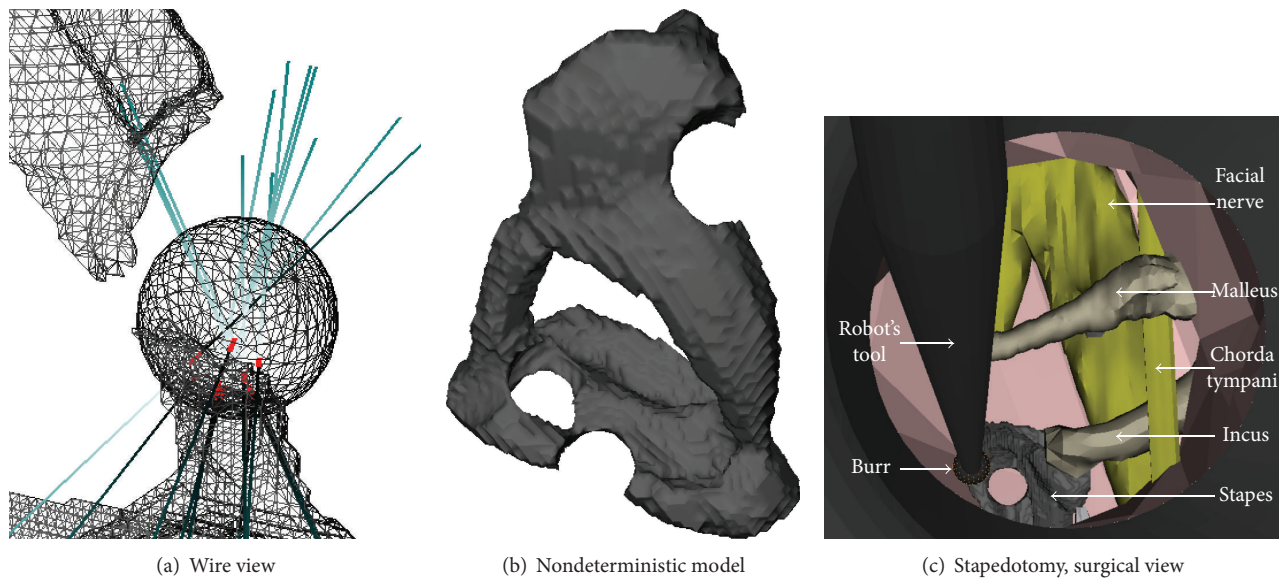 Facial
nerve
Malleus
Robot's
tool
Chorda
tympani
Incus
Burr
Stapes
(a) Wire view
(b) Nondeterministic model
(c) Stapedotomy, surgical view